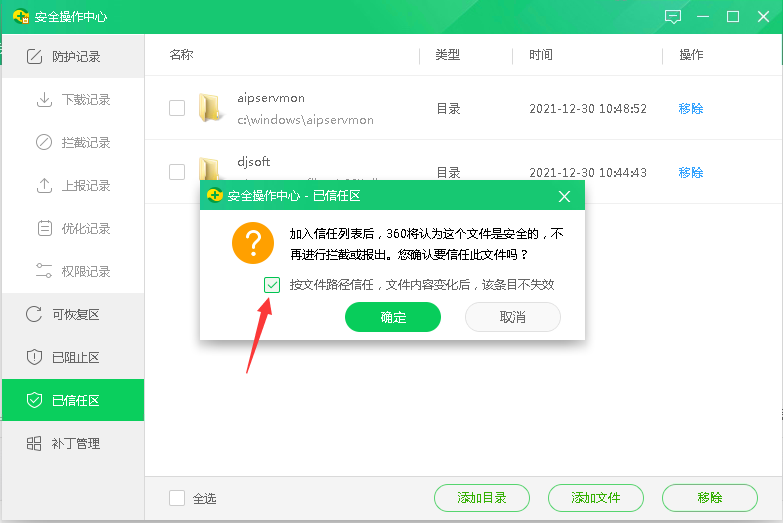 安全操作中心
防护记录
下载记录
拦截记录
上报记录
优化记录
权限记录
可恢复区
已阻止区
已信任区
补丁管理
名称 类型 时间 操作
aipservmon
c:\windows\aipservmon
目录 2021-12-30 10:48:52 移除
djsoft
目录 2021-12-30 10:44:43 移除
安全操作中心 - 已信任区
加入信任列表后，360将认为这个文件是安全的，不
再进行拦截或报出。您确认要信任此文件吗？
按文件路径信任，文件内容变化后，该条目不失效
确定 取消
全选 添加目录 添加文件 移除